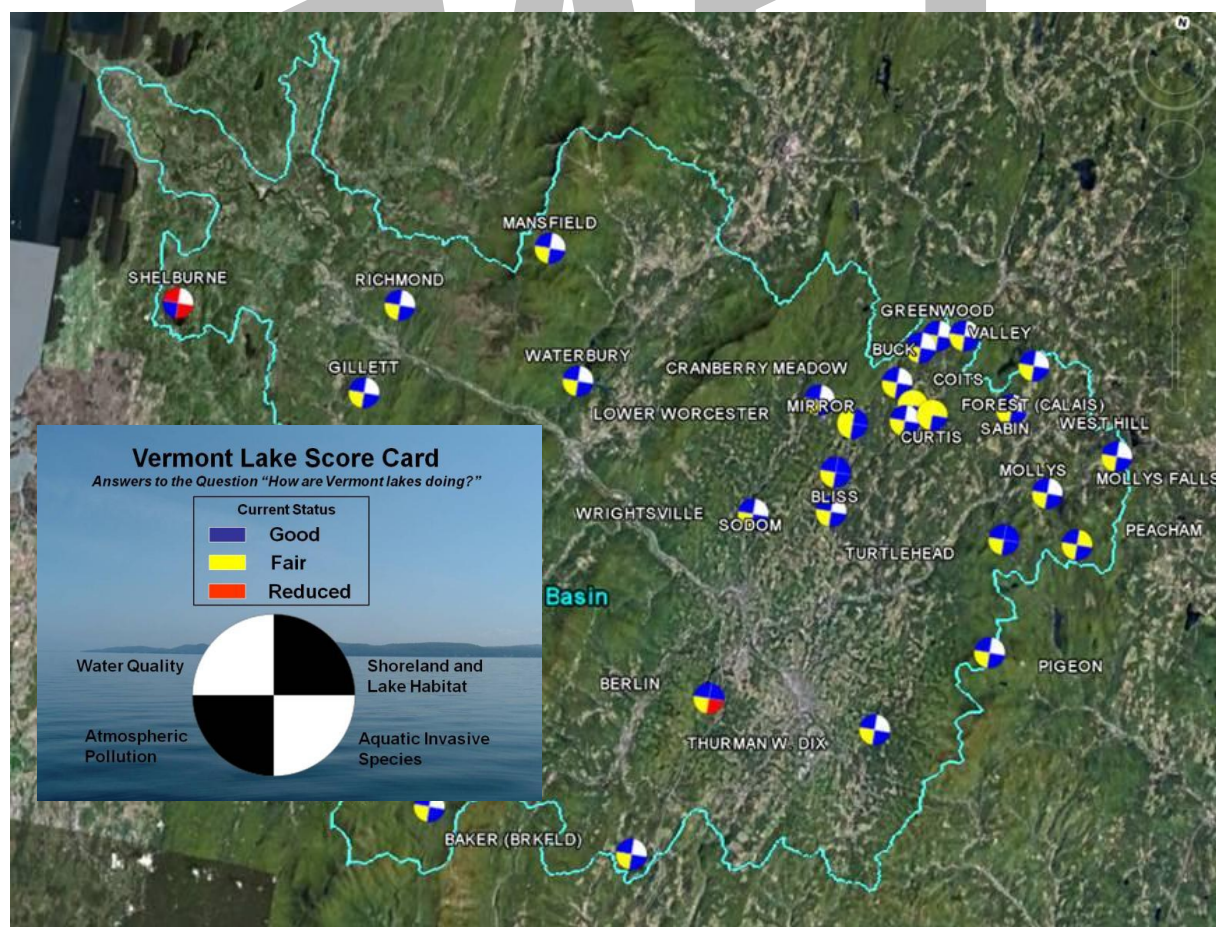 N
MANSFIELD
SHELBURNE
RICHMOND
GREENWOOD
VALLEY
BUCK
WATERBURY
CRANBERRY MEADOW
GILLETT
COITS
MIRROR
FOREST (CALAIS)
LOWER WORCESTER
SABIN
WEST HILL
CURTIS
MOLLYS
MOLLYS FALLS
BLISS
WRIGHTSVILLE
SODOM
PEACHAM
TURTLEHEAD
Basin
PIGEON
BERLIN
THURMAN W. DIX
BAKER (BRKFLD)
Vermont Lake Score Card
Answers to the Question “How are Vermont lakes doing?”
Current Status
Good
Fair
Reduced
Water Quality
Shoreland and
Lake Habitat
Atmospheric
Pollution
Aquatic Invasive
Species